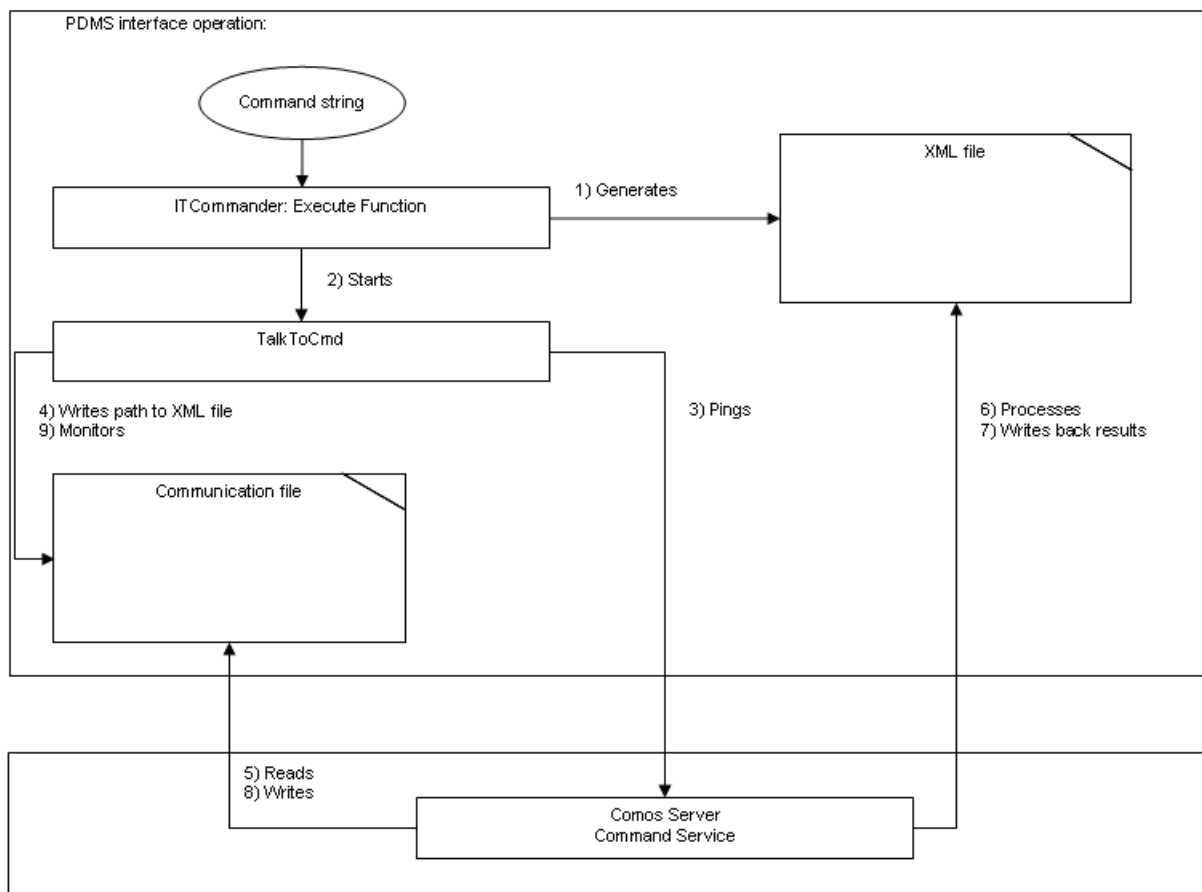 PDMS interface operation:
Command string
XML file
1) Generates
ITCommander: Execute Function
2) Starts
TalkToCmd
4) Writes path to XML file
9) Monitors
3) Pings
6) Processes
7) Writes back results
Communication file
5) Reads
8) Writes
Comos Server
Command Service